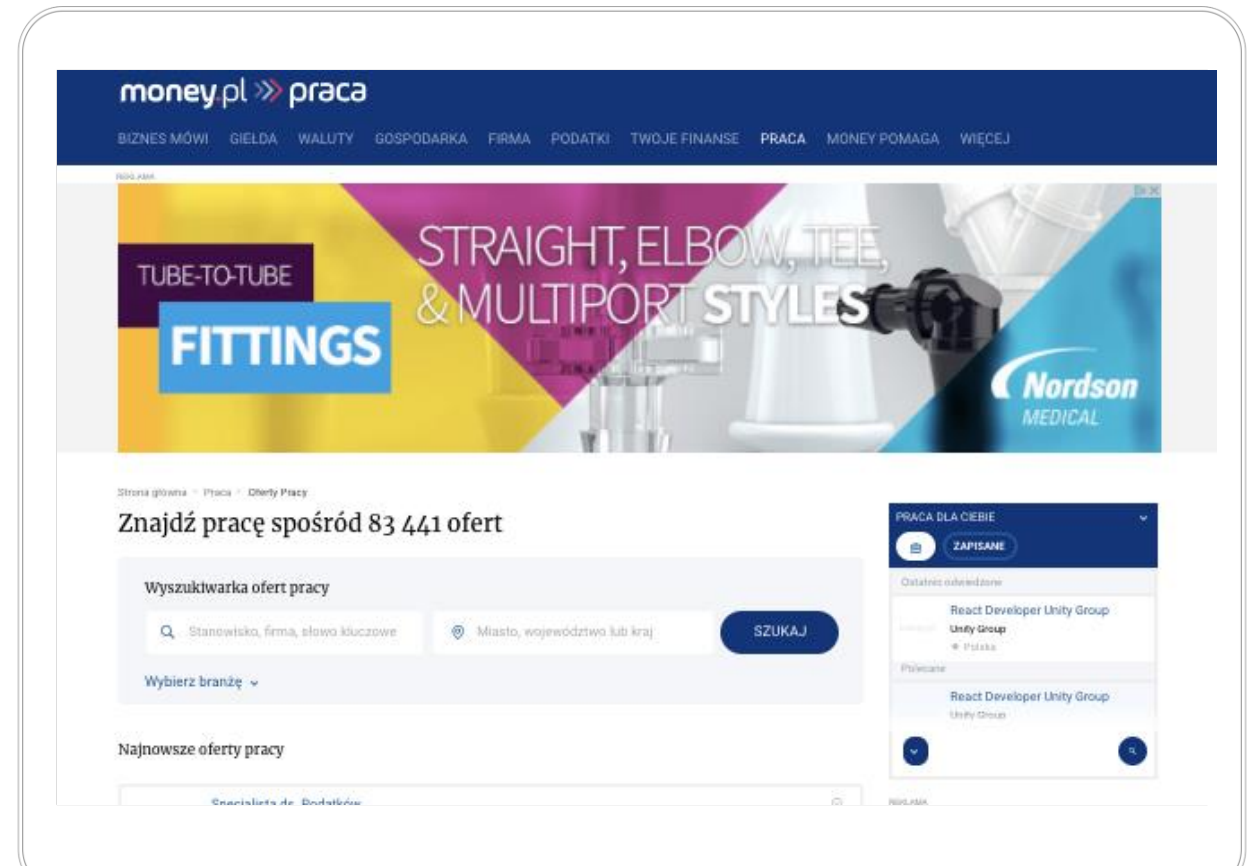 money.pl praca
BIZNES MÓWI GIEŁDA WALUTY GOSPODARKA FIRMA PODATKI TWOJE FINANSE PRACA MONEY POMAGA WIĘCEJ
REKLAMA
TUBE-TO-TUBE
FITTINGS
STRAIGHT, ELBOW, TEE,
& MULTIPORT STYLES
Nordson
MEDICAL
Strona główna Praca Oferty Pracy
Znajdź pracę spośród 83 441 ofert
Wyszukiwarka ofert pracy
Stanowisko, firma, słowo kluczowe
Miasto, województwo lub kraj
SZUKAJ
Wybierz branżę
Najnowsze oferty pracy
Specjalista ds. Podatków
PRACA DLA CIEBIE
ZAPISANE
Ostatnio odwiedzone
React Developer Unity Group
Unity Group
Polska
Polecane
React Developer Unity Group
Unity Group
REKLAMA